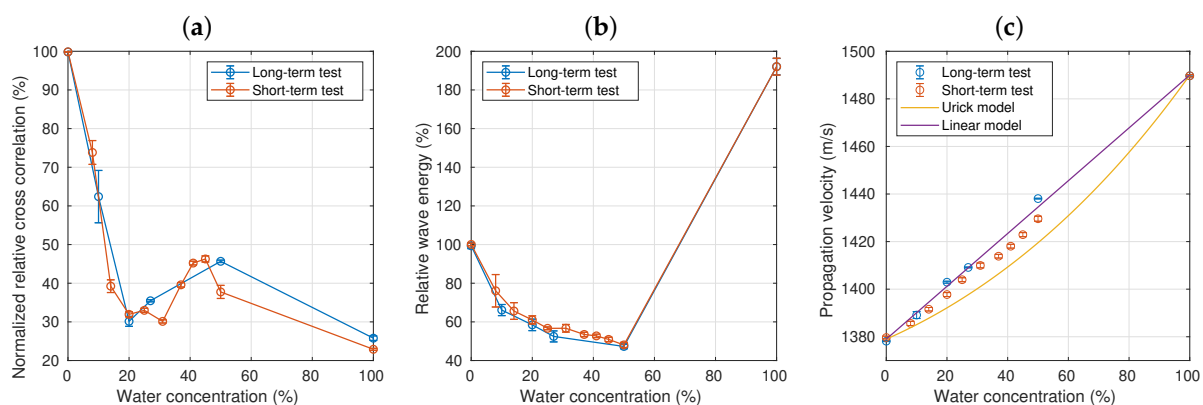 (a)
Normalized relative cross correlation (%)
100
90
80
70
60
50
40
30
20
0
20
40
60
80
100
Water concentration (%)
Long-term test
Short-term test
(b)
Relative wave energy (%)
200
180
160
140
120
100
80
60
40
0
20
40
60
80
100
Water concentration (%)
Long-term test
Short-term test
(c)
Propagation velocity (m/s)
1500
1480
1460
1440
1420
1400
1380
0
20
40
60
80
100
Water concentration (%)
Long-term test
Short-term test
Urick model
Linear model